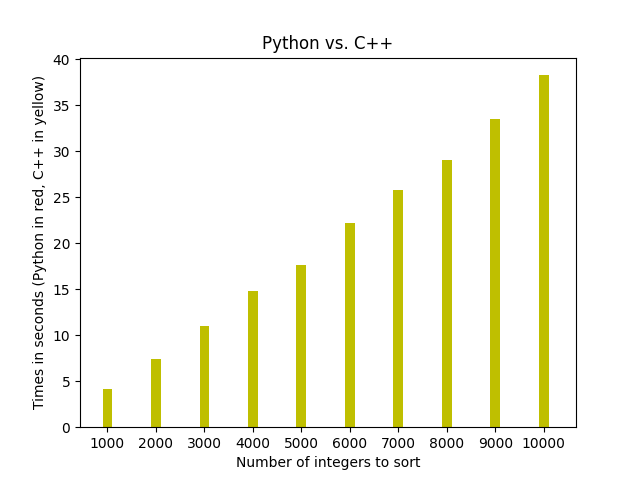 Python vs. C++
Times in seconds (Python in red, C++ in yellow)
40
35
30
25
20
15
10
5
0
1000 2000 3000 4000 5000 6000 7000 8000 9000 10000
Number of integers to sort